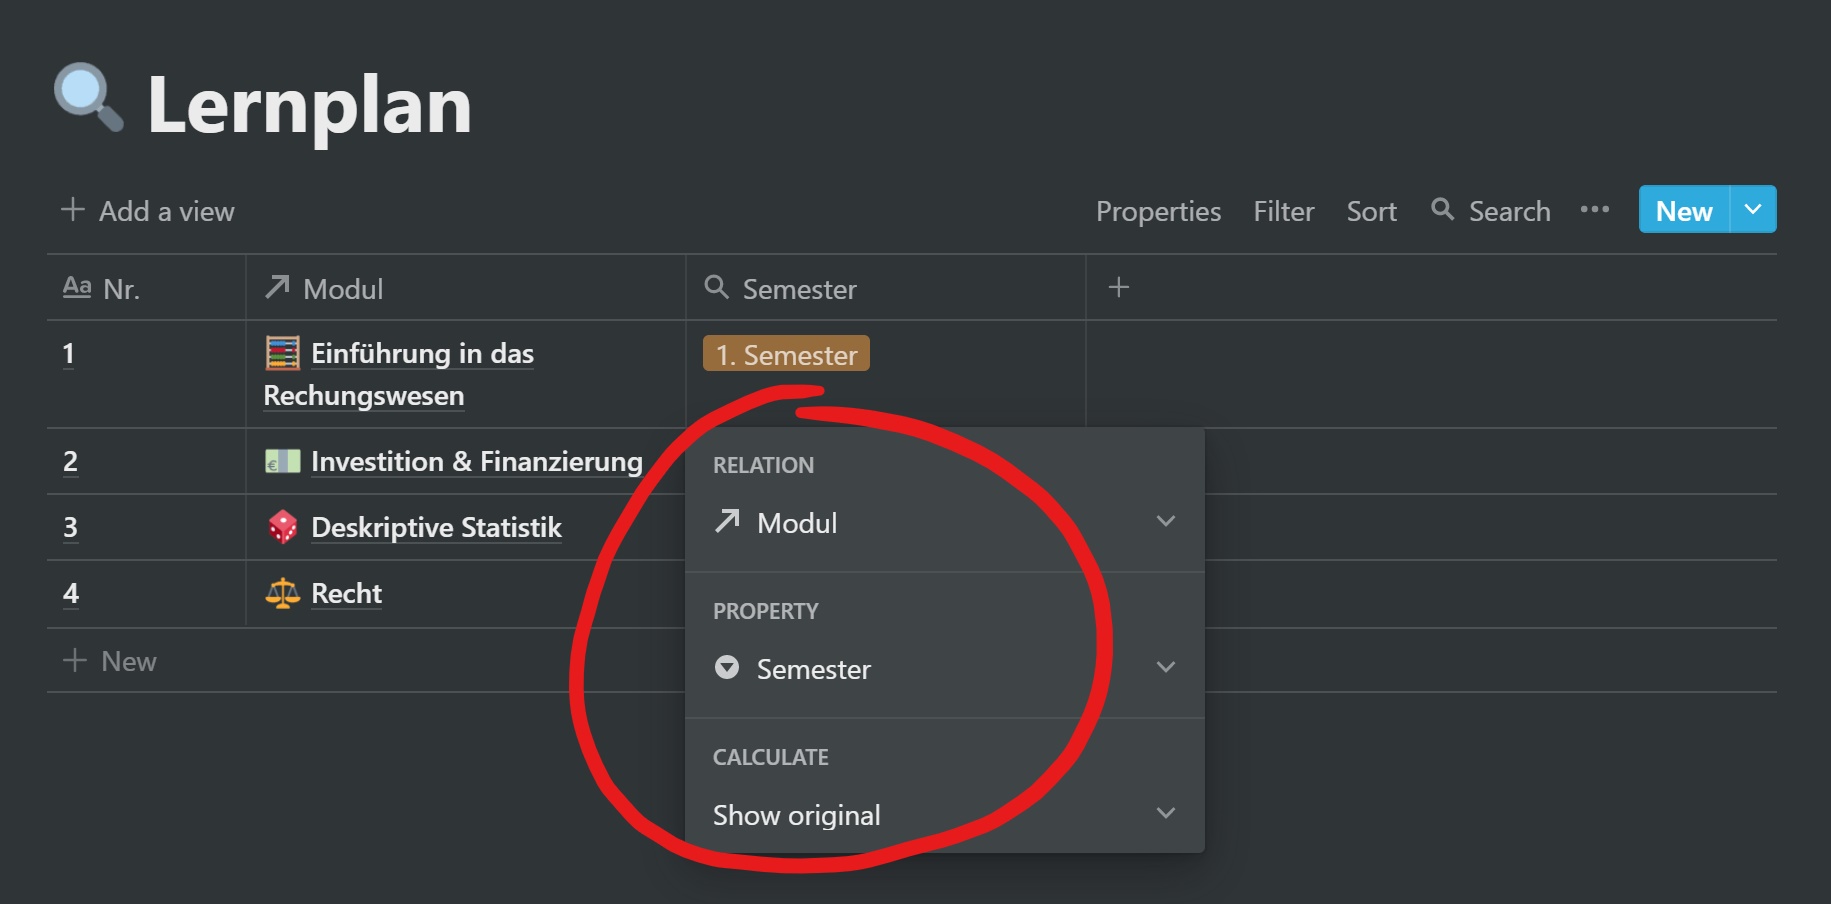 Lernplan
Add a view
Properties Filter Sort Search ••• New
Aa Nr. Modul Semester
1 Einführung in das 1. Semester
Rechungswesen
2 Investition & Finanzierung
RELATION
Modul
3 Deskriptive Statistik
4 Recht
PROPERTY
Semester
New
CALCULATE
Show original